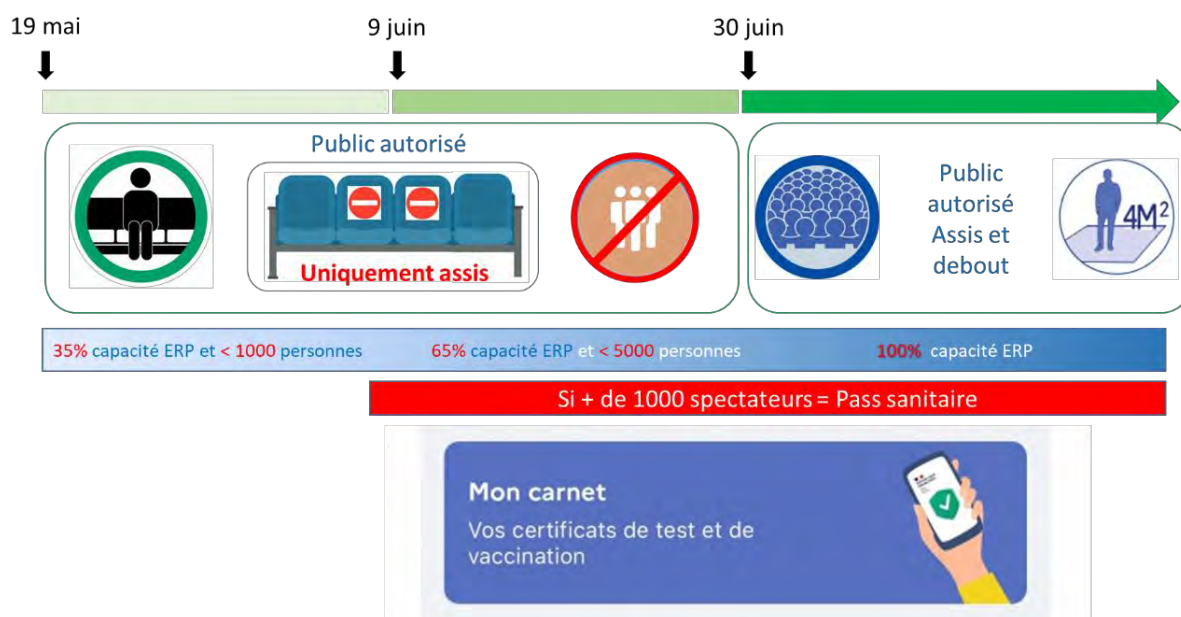 19 mai
9 juin
30 juin
Public autorisé
Uniquement assis
Public
autorisé
Assis et
debout
4M²
35% capacité ERP et < 1000 personnes
65% capacité ERP et < 5000 personnes
100% capacité ERP
Si + de 1000 spectateurs = Pass sanitaire
Mon carnet
Vos certificats de test et de
vaccination